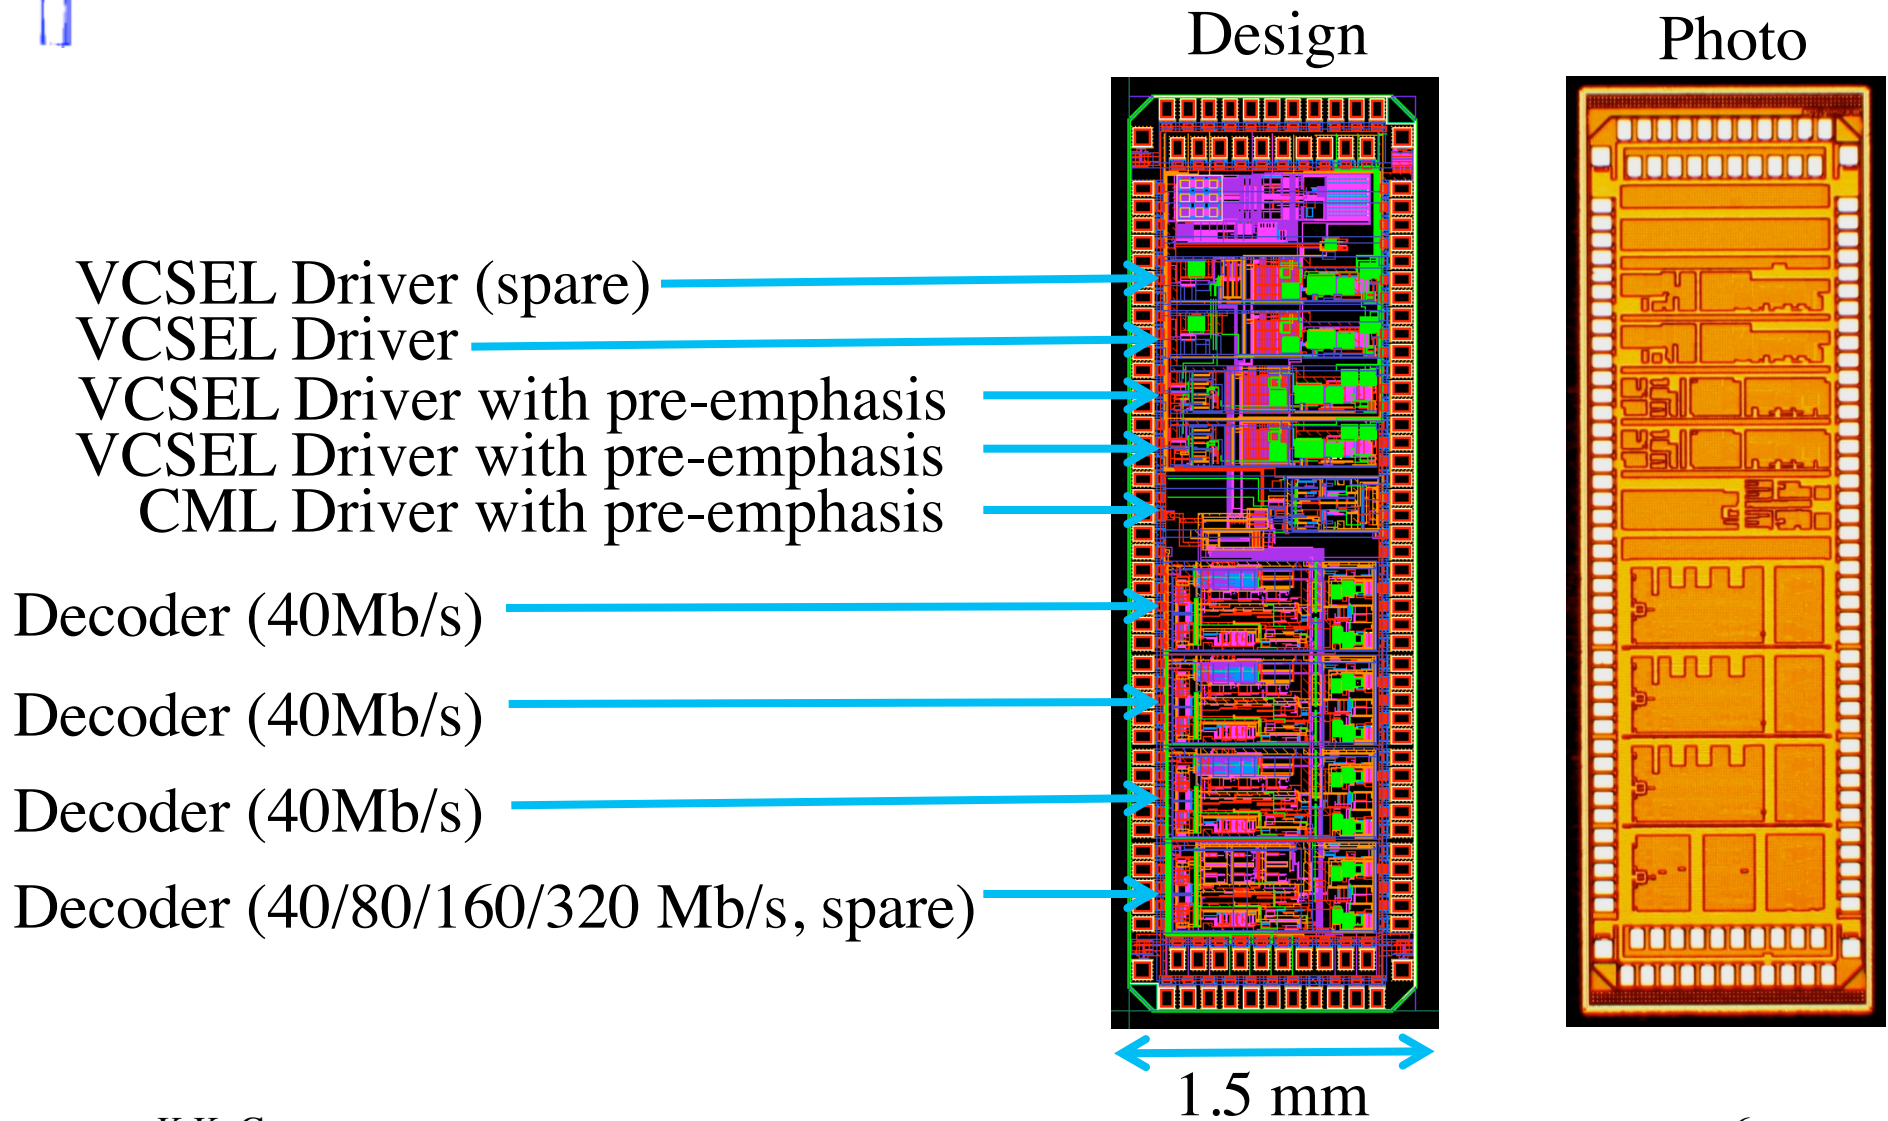 Design
Photo
VCSEL Driver (spare)
VCSEL Driver
VCSEL Driver with pre-emphasis
VCSEL Driver with pre-emphasis
CML Driver with pre-emphasis
Decoder (40Mb/s)
Decoder (40Mb/s)
Decoder (40Mb/s)
Decoder (40/80/160/320 Mb/s, spare)
1.5 mm